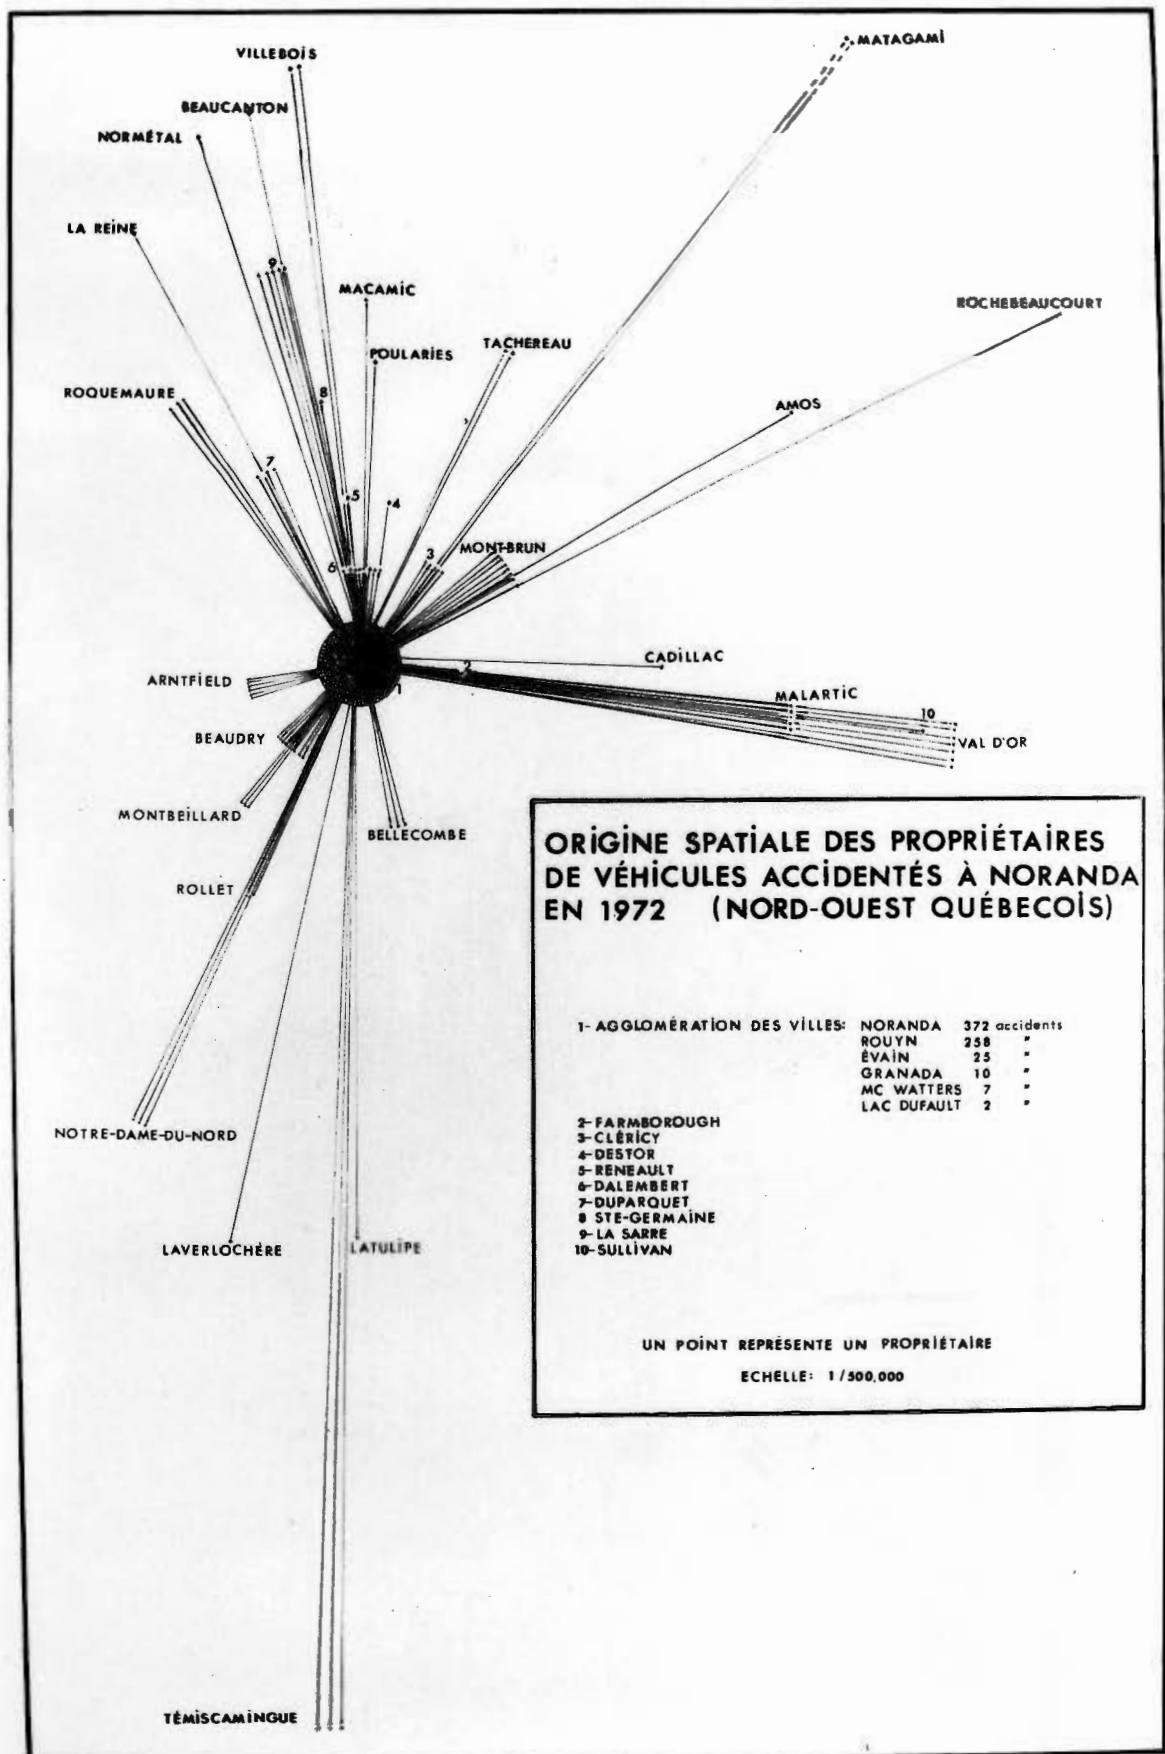 VILLEBOIS
MATAGAMI
BEAUCANTON
NORMÉTAL
LA REINE
9
MACAMIC
ROCHEBEAUCOURT
POULARIES
TACHEREAU
ROQUEMAURE
8
AMOS
7
5
4
6
3
MONT-BRUN
CADILLAC
2
ARNTFIELD
1
MALARTIC
10
BEAUDRY
VAL D'OR
MONTBEILLARD
BELLECOMBE
ROLLET
ORIGINE SPATIALE DES PROPRIÉTAIRES
DE VÉHICULES ACCIDENTÉS À NORANDA
EN 1972 (NORD-OUEST QUÉBECOIS)
1- AGGLOMÉRATION DES VILLES: NORANDA 372 accidents
ROUYN 258 "
ÉVAIN 25 "
GRANADA 10 "
MC WATTERS 7 "
LAC DUFAULT 2 "
2- FARMBOROUGH
3- CLÉRICY
4- DESTOR
5- RENEAULT
6- DALEMBERT
7- DUPARQUET
8 STE-GERMAINE
9- LA SARRE
10- SULLIVAN
UN POINT REPRÉSENTE UN PROPRIÉTAIRE
ECHELLE: 1/500,000
NOTRE-DAME-DU-NORD
LAVERLOCHÈRE
LATULIPE
TÉMISCAMINGUE